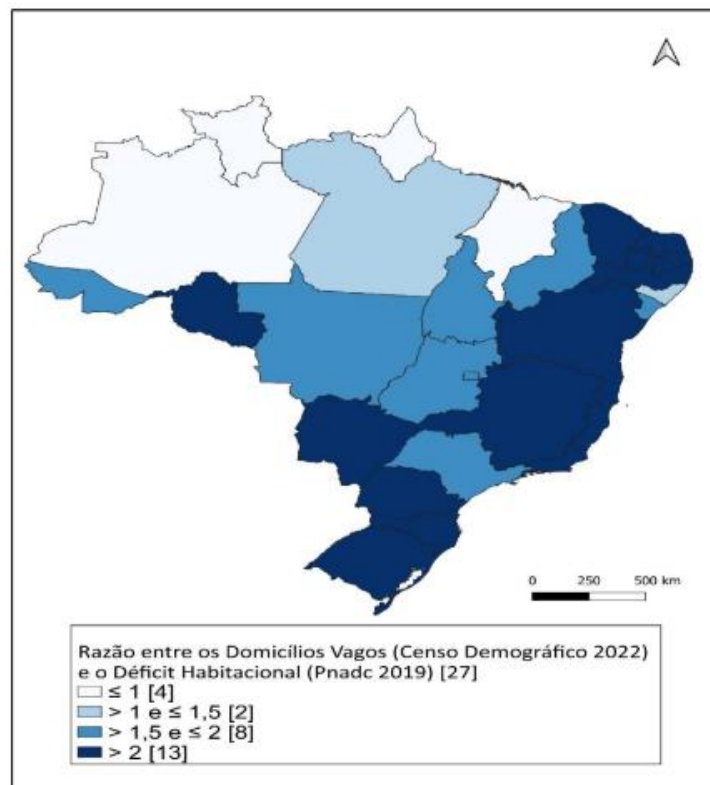 0 250 500 km
Razão entre os Domicílios Vagos (Censo Demográfico 2022)
e o Déficit Habitacional (Pnadc 2019) [27]
≤ 1 [4]
> 1 e ≤ 1,5 [2]
> 1,5 e ≤ 2 [8]
> 2 [13]